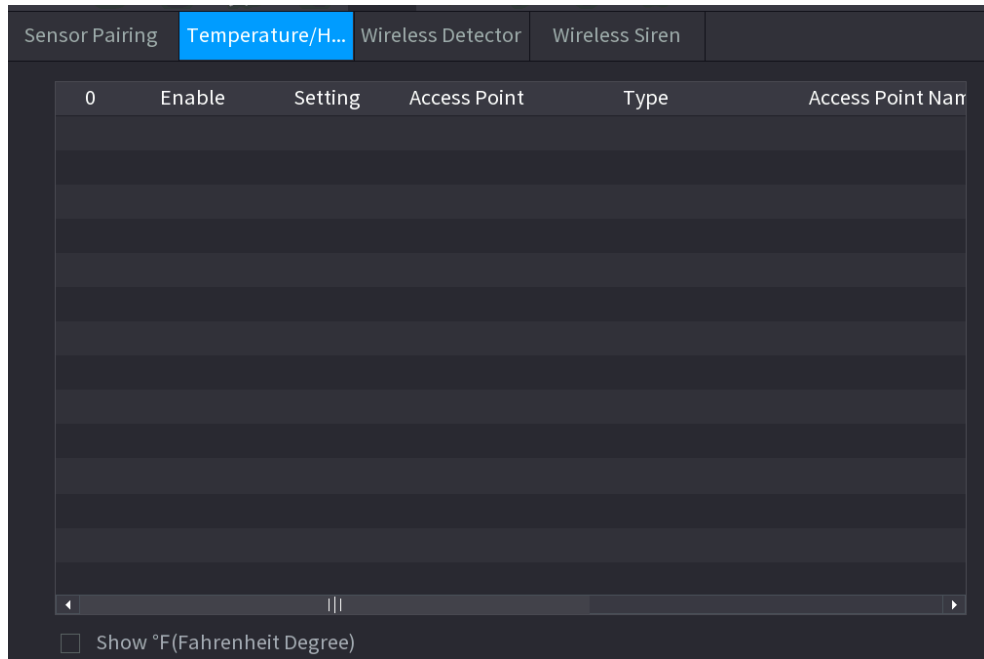 Sensor Pairing Temperature/H... Wireless Detector Wireless Siren
0 Enable Setting Access Point Type Access Point Nam
Show °F(Fahrenheit Degree)